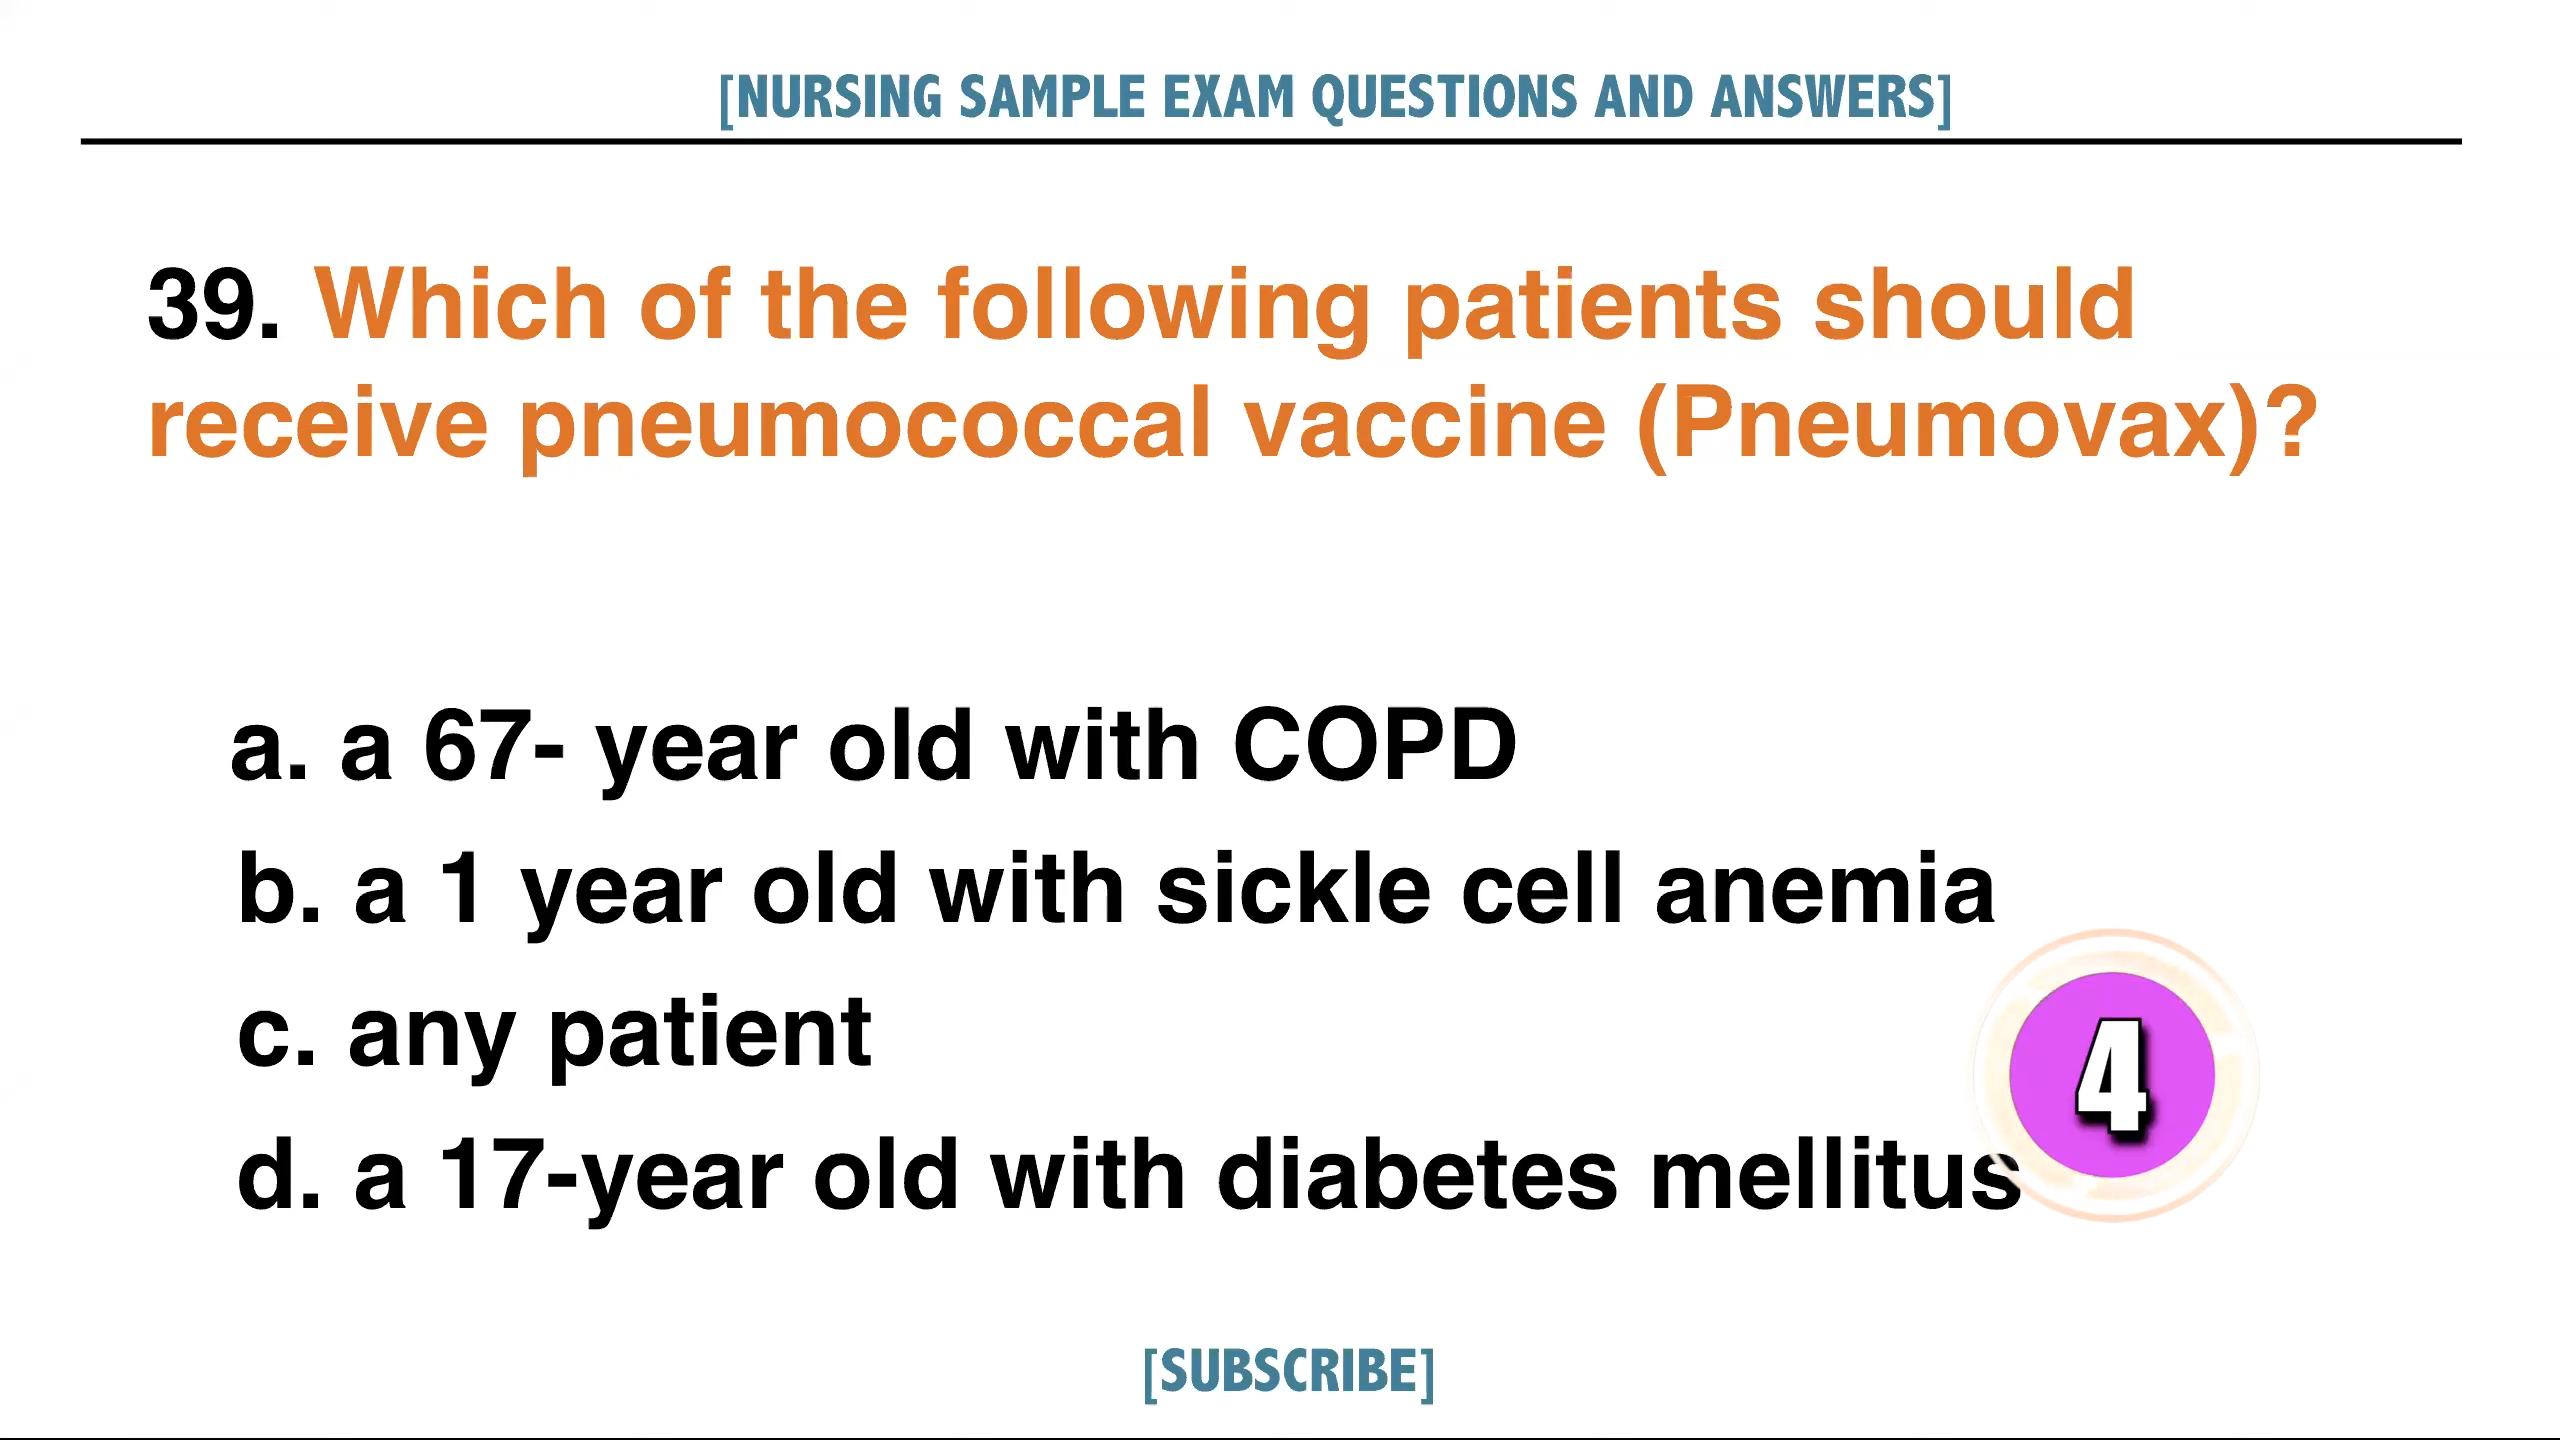 [NURSING SAMPLE EXAM QUESTIONS AND ANSWERS]
39. Which of the following patients should
receive pneumococcal vaccine (Pneumovax)?
a. a 67- year old with COPD
b. a 1 year old with sickle cell anemia
c. any patient
4
d. a 17-year old with diabetes mellitus
[SUBSCRIBE]